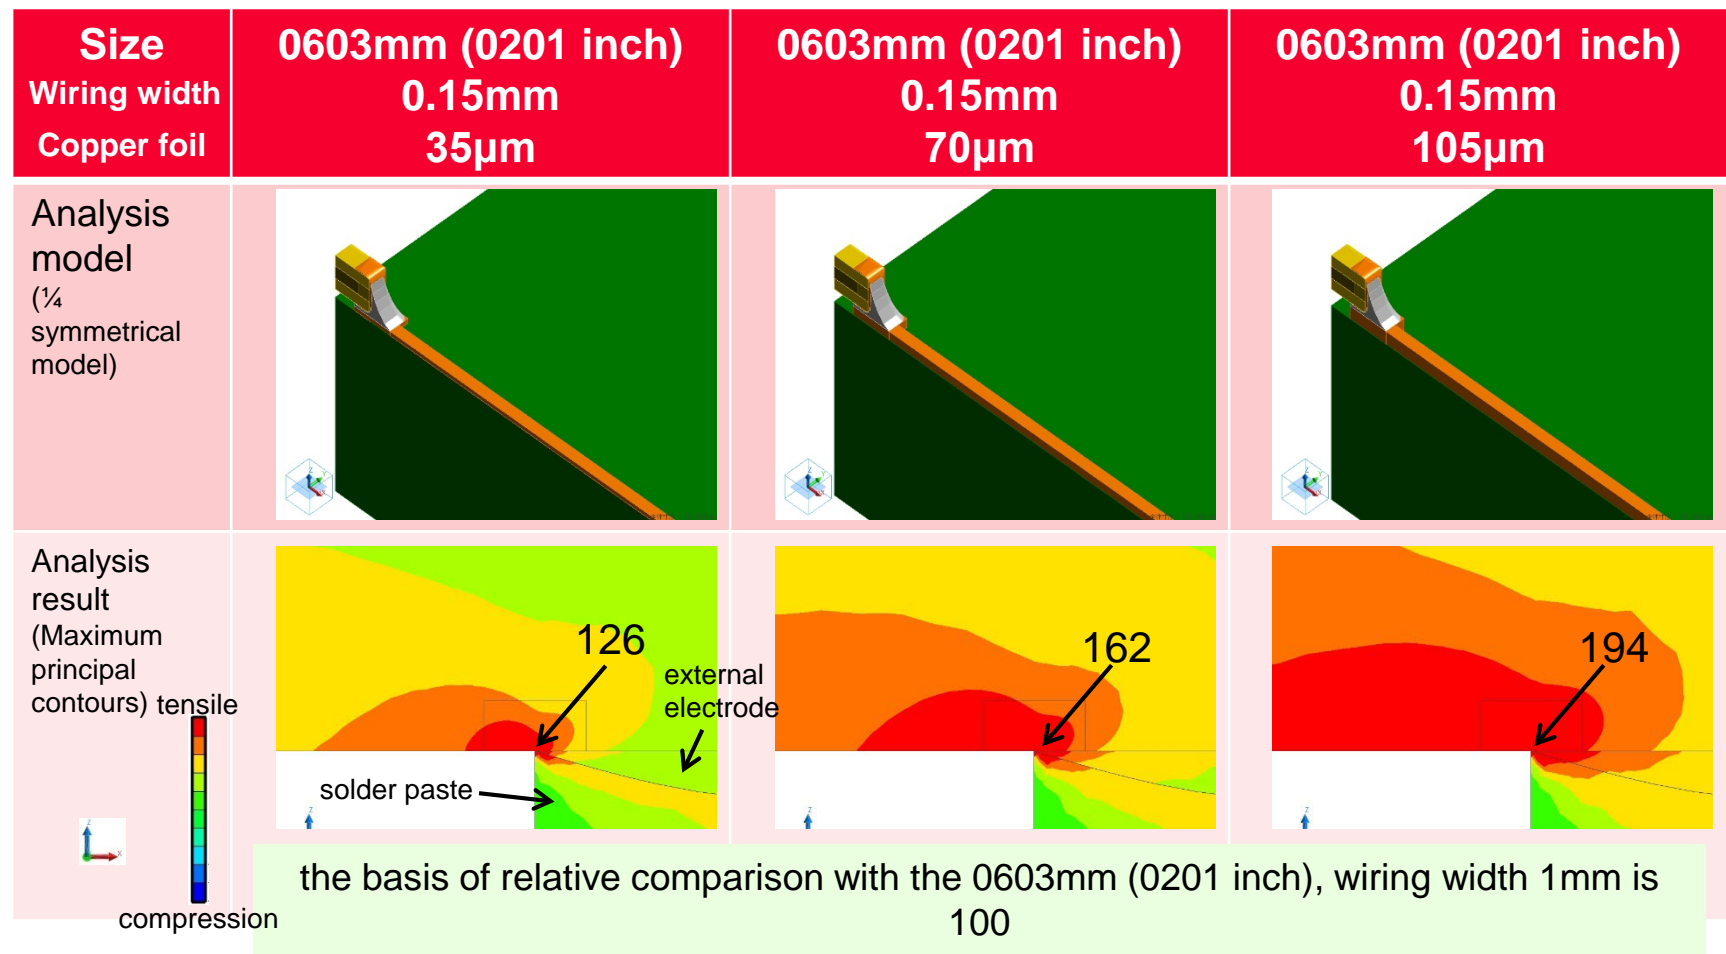 Size
Wiring width
Copper foil
0603mm (0201 inch)
0.15mm
35μm
0603mm (0201 inch)
0.15mm
70μm
0603mm (0201 inch)
0.15mm
105μm
Analysis
model
(¼
symmetrical
model)
Analysis
result
(Maximum
principal
contours)
tensile
compression
126
external
electrode
solder paste
162
194
Z
X
the basis of relative comparison with the 0603mm (0201 inch), wiring width 1mm is
100